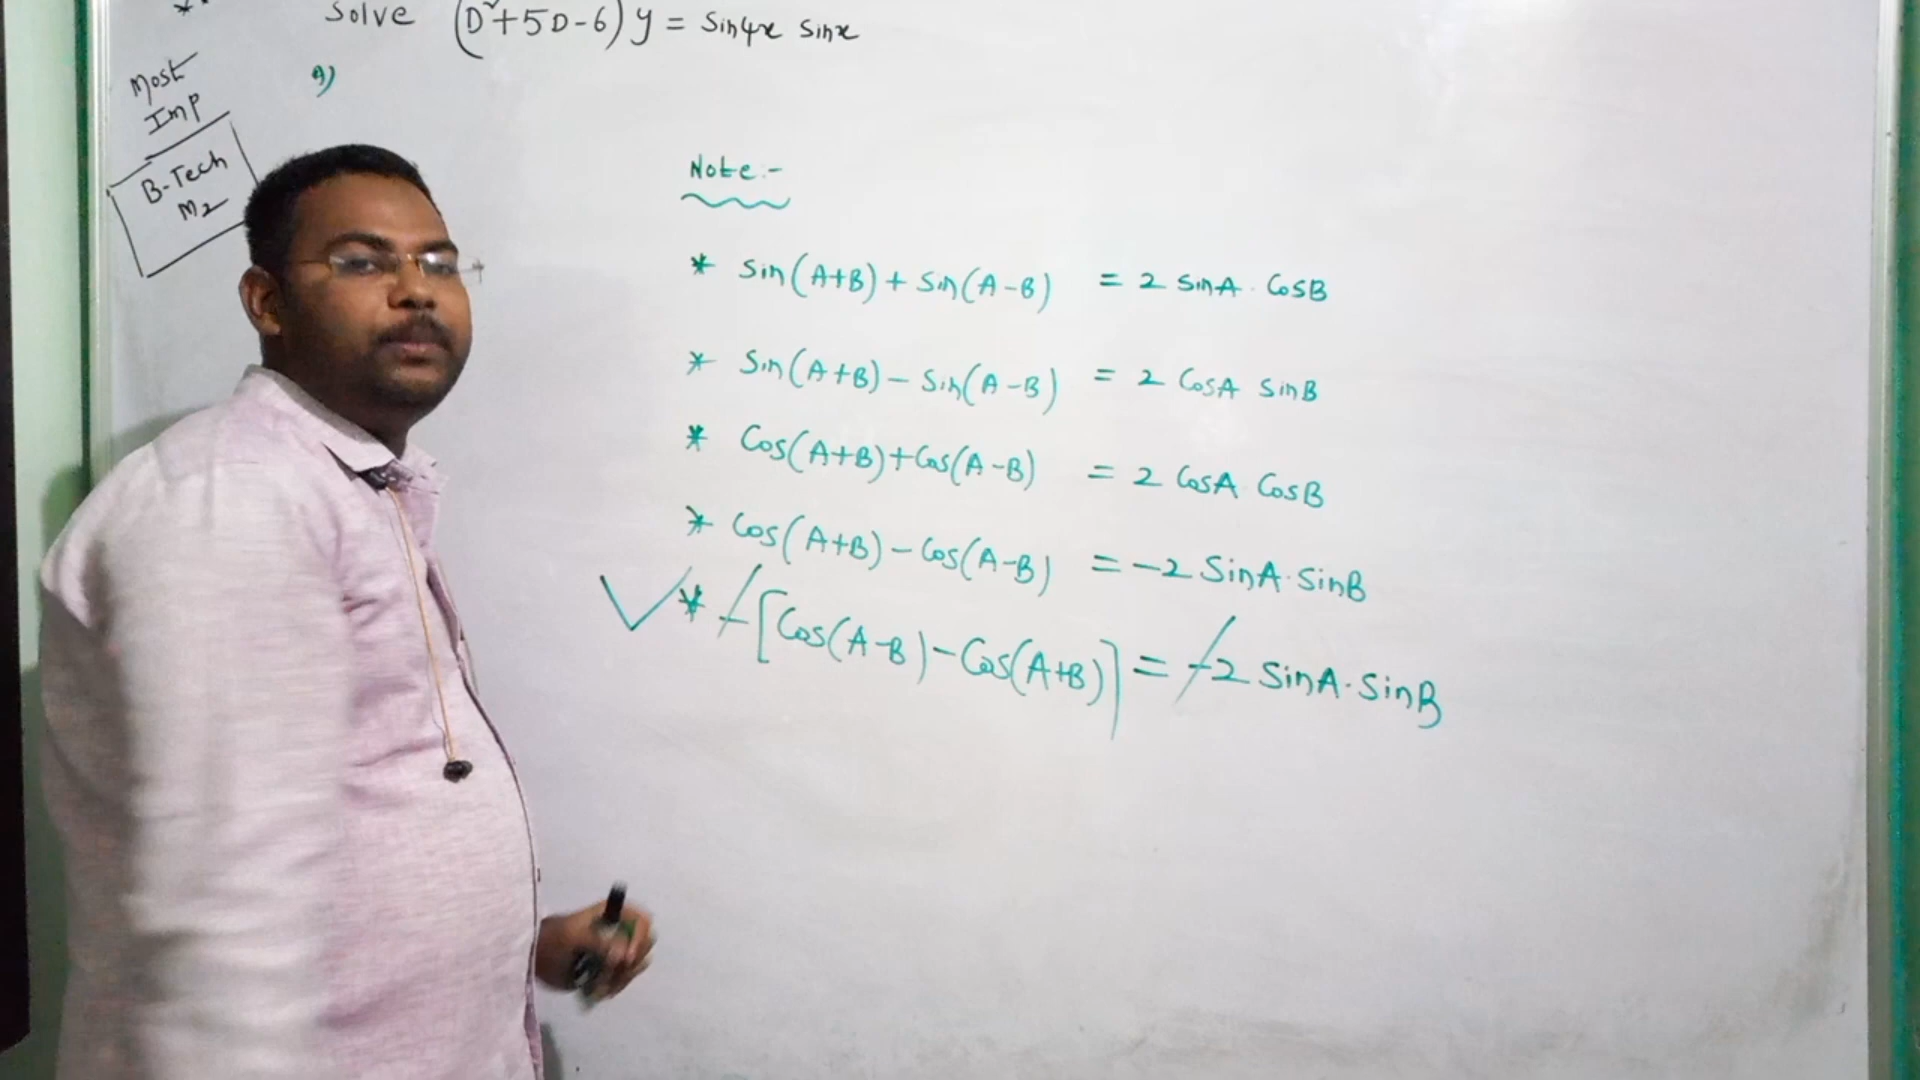 Solve (D²+5D-6)y = Sin4x sinx
A)
Most
Imp
B-Tech
M2
Note:-
* Sin(A+B) + Sin(A-B) = 2 SinA · CosB
* Sin(A+B) - Sin(A-B) = 2 CosA SinB
* Cos(A+B) + Cos(A-B) = 2 CosA CosB
* Cos(A+B) - Cos(A-B) = -2 SinA · SinB
✓ * -[Cos(A-B) - Cos(A+B)] = -2 SinA · SinB